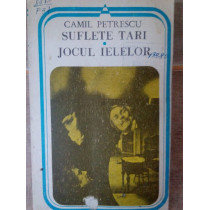 CAMIL PETRESCU
SUFLETE TARI
JOCUL IELELOR